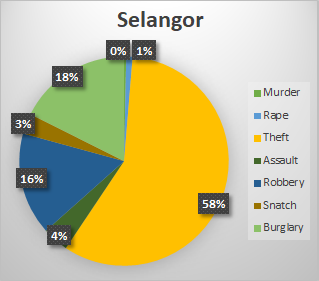 Selangor
0% 1%
18%
3%
16%
4%
58%
Murder
Rape
Theft
Assault
Robbery
Snatch
Burglary